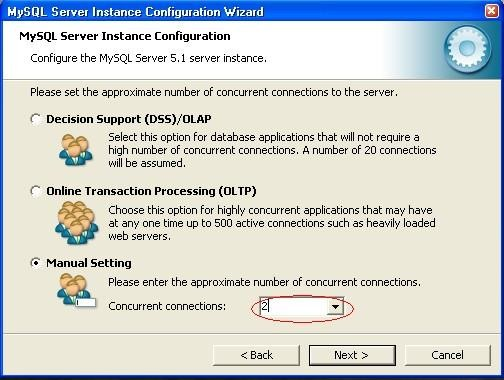 MySQL Server Instance Configuration Wizard
MySQL Server Instance Configuration
Configure the MySQL Server 5.1 server instance.
Please set the approximate number of concurrent connections to the server.
Decision Support (DSS)/OLAP
Select this option for database applications that will not require a
high number of concurrent connections. A number of 20 connections
will be assumed.
Online Transaction Processing (OLTP)
Choose this option for highly concurrent applications that may have
at any one time up to 500 active connections such as heavily loaded
web servers.
Manual Setting
Please enter the approximate number of concurrent connections.
Concurrent connections: 2
< Back Next > Cancel